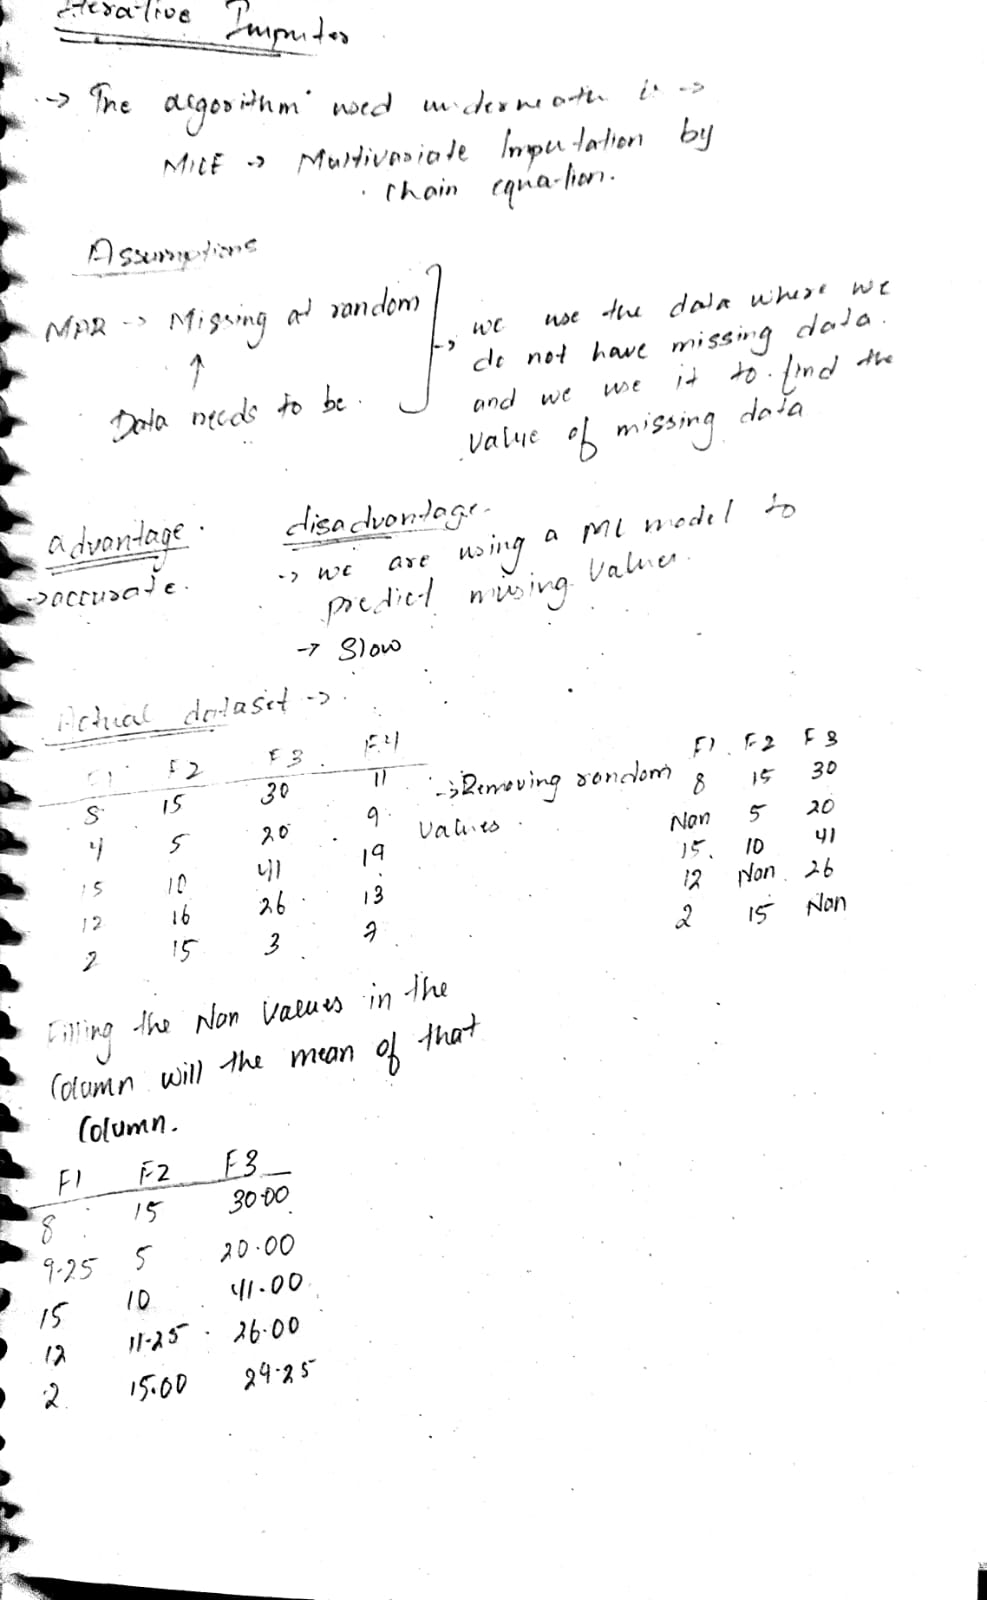 Iterative Imputer
-> The algorithm used underneath is ->
MICE -> Multivariate Imputation by
chain equation.
Assumptions
MAR -> Missing at random
↑
Data needs to be.
-> we use the data where we
do not have missing data.
and we use it to find the
value of missing data
advantage.
-> accurate.
disadvantage.
-> we are using a ML model to
predict missing values.
-> Slow
Actual dataset ->
F1 F2 F3 F4
8 15 30 11
4 5 20 9
15 10 41 19
12 16 26 13
2 15 3 7
-> Removing random
values.
F1 F2 F3
8 15 30
Nan 5 20
15 10 41
12 Nan 26
2 15 Nan
Filling the Nan Values in the
Column will the mean of that
Column.
F1 F2 F3
8 15 30.00
9.25 5 20.00
15 10 41.00
12 11.25 26.00
2 15.00 29.25